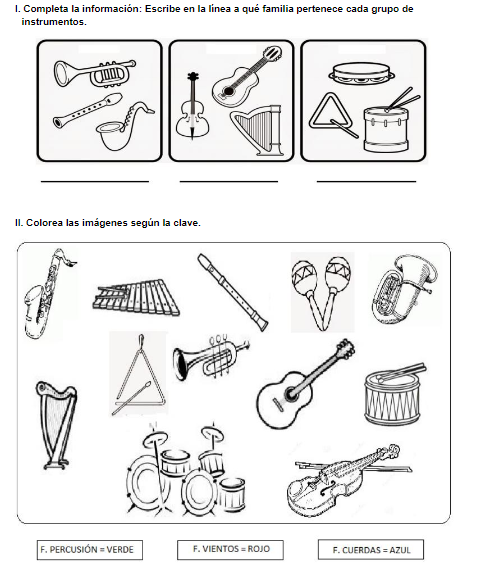 I. Completa la información: Escribe en la línea a qué familia pertenece cada grupo de
instrumentos.
II. Colorea las imágenes según la clave.
F. PERCUSIÓN = VERDE
F. VIENTOS = ROJO
F. CUERDAS = AZUL